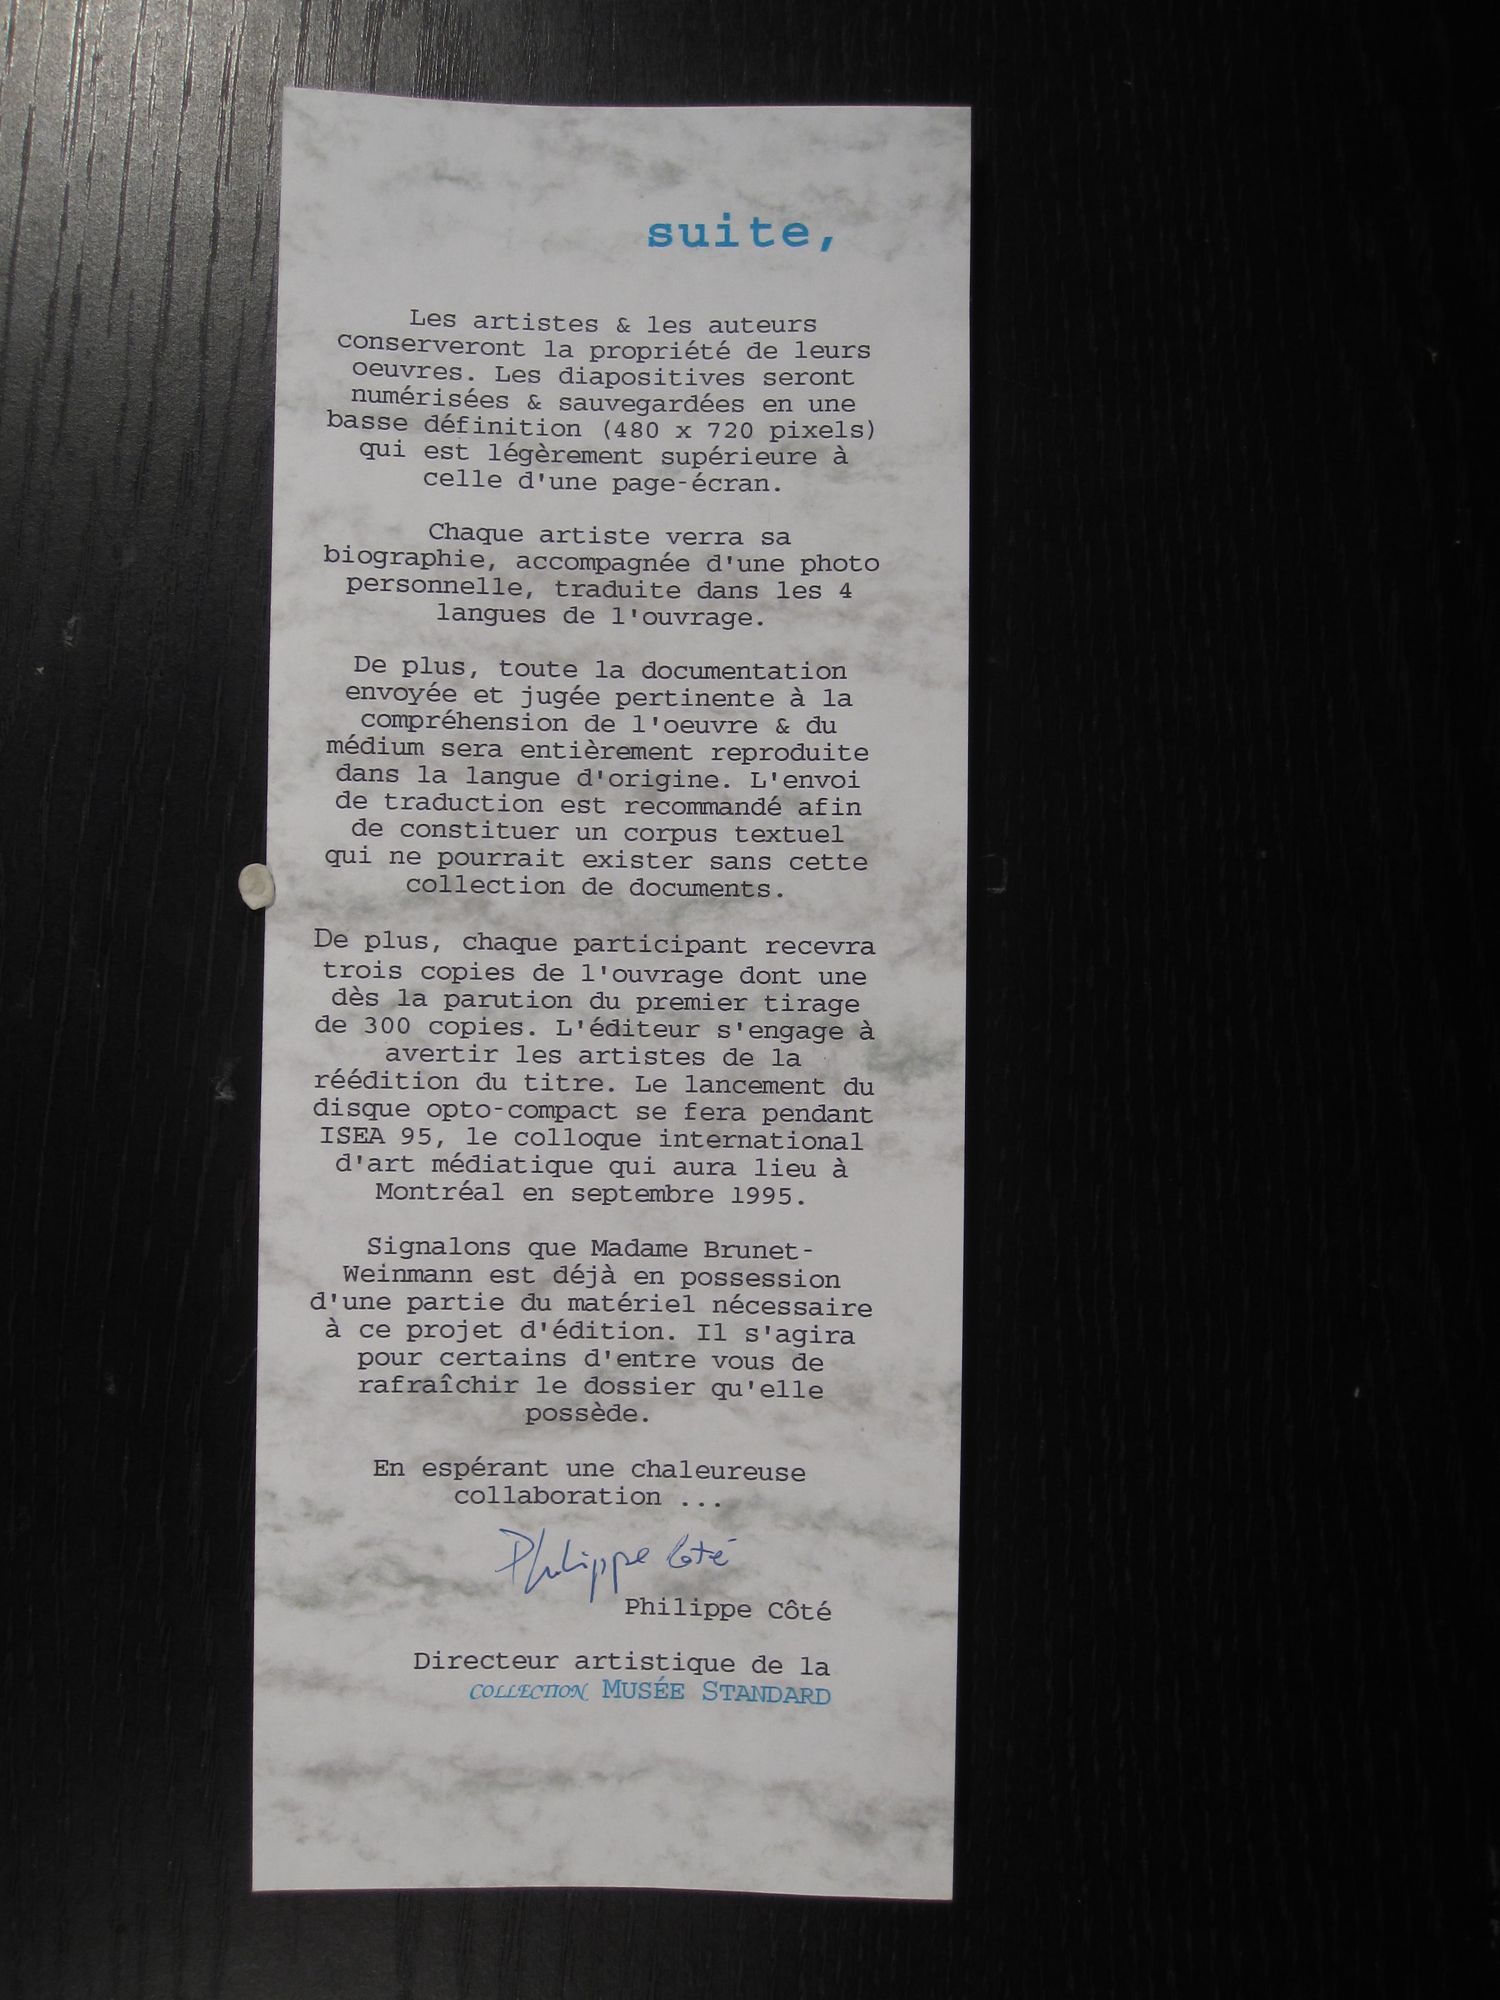 suite,
Les artistes & les auteurs
conserveront la propriété de leurs
oeuvres. Les diapositives seront
numérisées & sauvegardées en une
basse définition (480 x 720 pixels)
qui est légèrement supérieure à
celle d'une page-écran.
Chaque artiste verra sa
biographie, accompagnée d'une photo
personnelle, traduite dans les 4
langues de l'ouvrage.
De plus, toute la documentation
envoyée et jugée pertinente à la
compréhension de l'oeuvre & du
médium sera entièrement reproduite
dans la langue d'origine. L'envoi
de traduction est recommandé afin
de constituer un corpus textuel
qui ne pourrait exister sans cette
collection de documents.
De plus, chaque participant recevra
trois copies de l'ouvrage dont une
dès la parution du premier tirage
de 300 copies. L'éditeur s'engage à
avertir les artistes de la
réédition du titre. Le lancement du
disque opto-compact se fera pendant
ISEA 95, le colloque international
d'art médiatique qui aura lieu à
Montréal en septembre 1995.
Signalons que Madame Brunet-
Weinmann est déjà en possession
d'une partie du matériel nécessaire
à ce projet d'édition. Il s'agira
pour certains d'entre vous de
rafraîchir le dossier qu'elle
possède.
En espérant une chaleureuse
collaboration ...
Philippe Coté
Philippe Côté
Directeur artistique de la
COLLECTION MUSÉE STANDARD